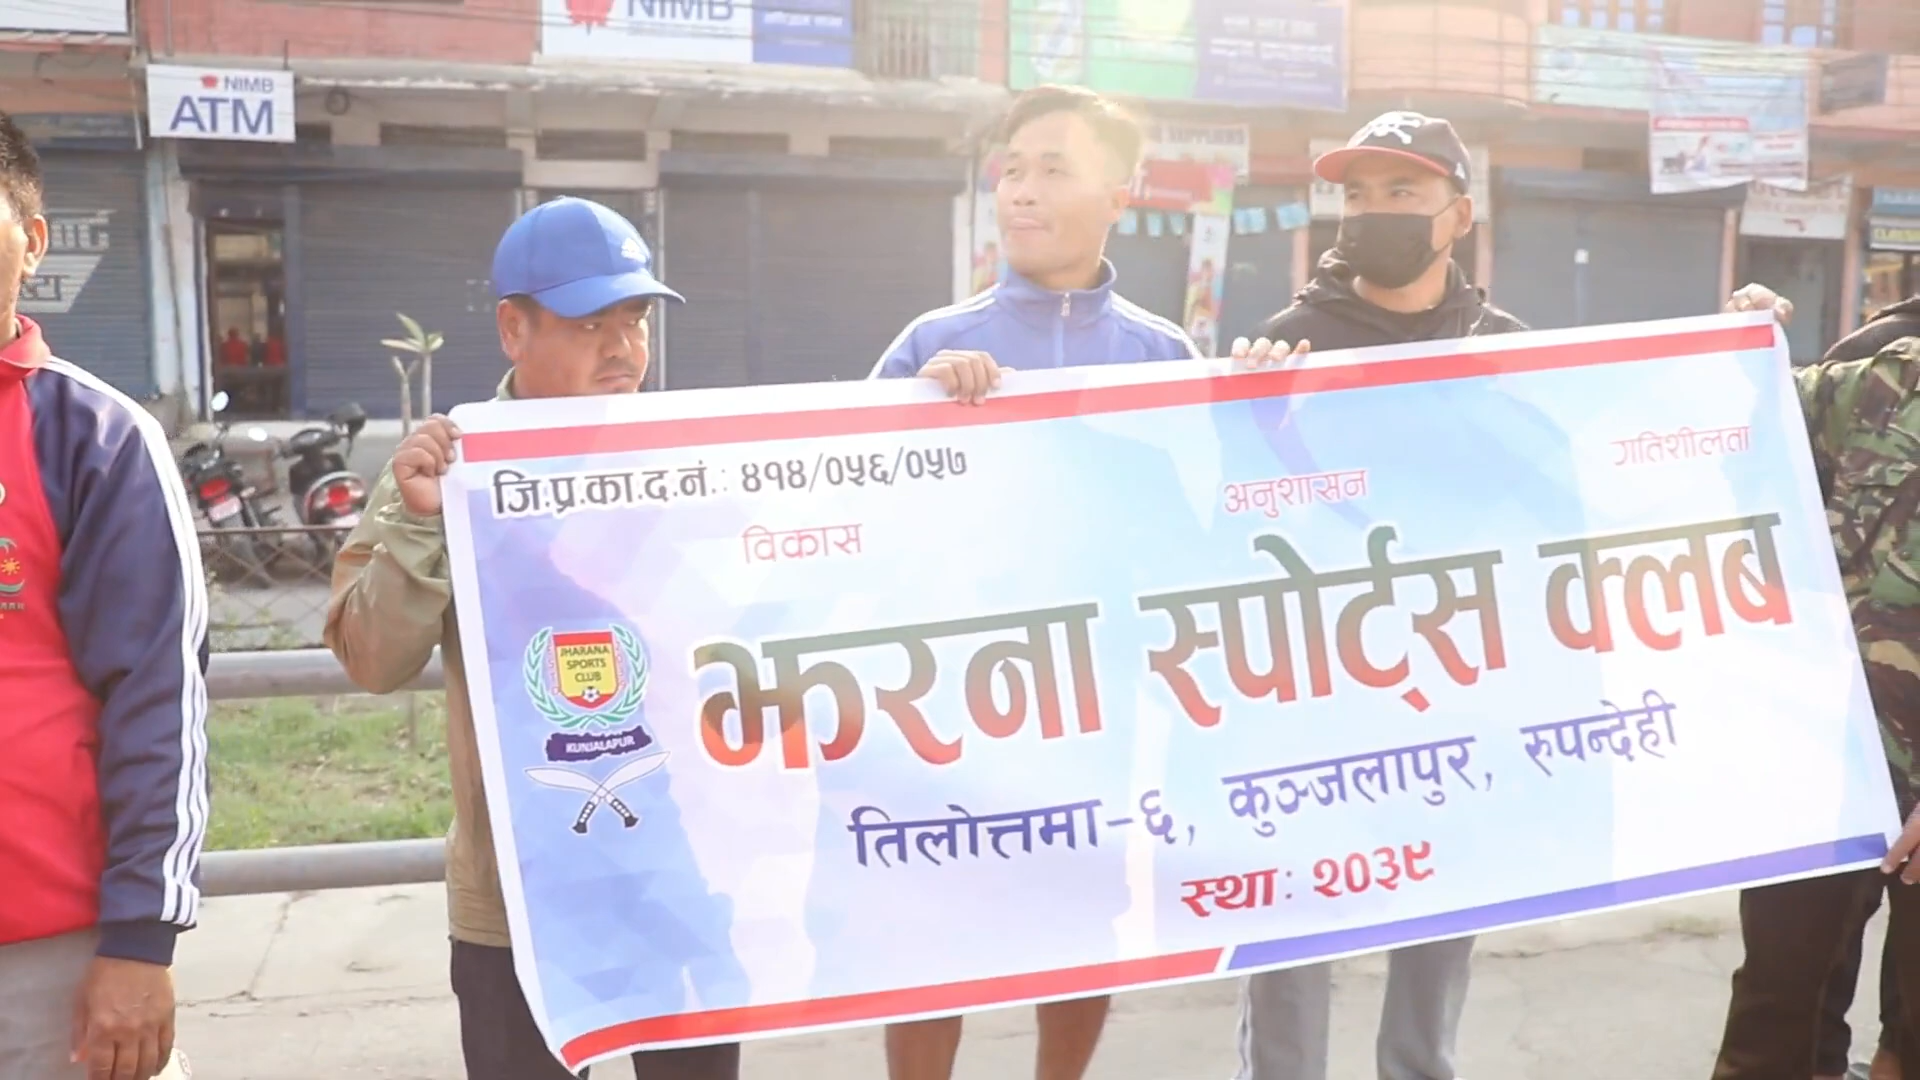 NIMB
NIMB
ATM
जि.प्र.का.द.नं.: ४१४/०५६/०५७
विकास
अनुशासन
गतिशीलता
झरना स्पोर्ट्स क्लब
JHARANA
SPORTS
CLUB
KUNJALAPUR
तिलोत्तमा-६, कुञ्जलापुर, रुपन्देही
स्था: २०३९